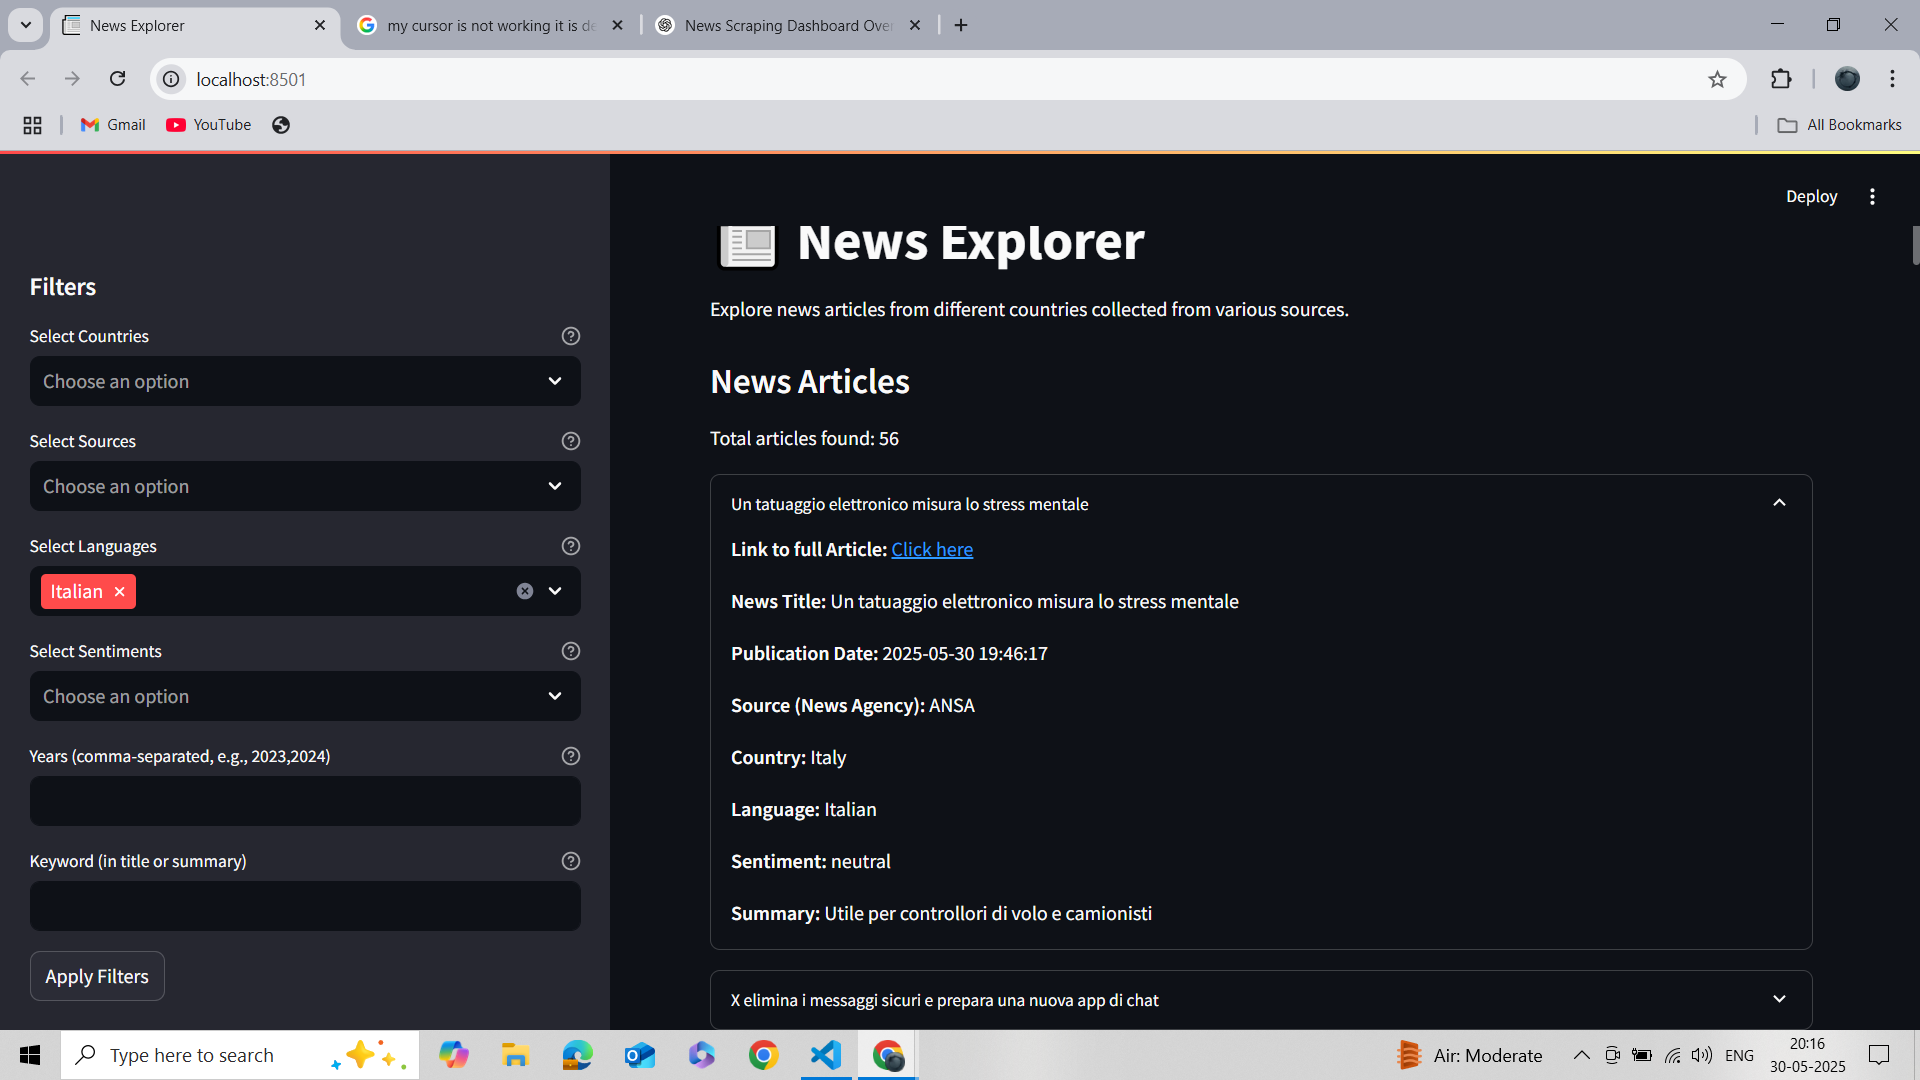 News Explorer
my cursor is not working it is de
News Scraping Dashboard Over
localhost:8501
Gmail
YouTube
All Bookmarks
Deploy
Filters
Select Countries
Choose an option
Select Sources
Choose an option
Select Languages
Italian
Select Sentiments
Choose an option
Years (comma-separated, e.g., 2023,2024)
Keyword (in title or summary)
Apply Filters
News Explorer
Explore news articles from different countries collected from various sources.
News Articles
Total articles found: 56
Un tatuaggio elettronico misura lo stress mentale
Link to full Article: Click here
News Title: Un tatuaggio elettronico misura lo stress mentale
Publication Date: 2025-05-30 19:46:17
Source (News Agency): ANSA
Country: Italy
Language: Italian
Sentiment: neutral
Summary: Utile per controllori di volo e camionisti
X elimina i messaggi sicuri e prepara una nuova app di chat
Type here to search
Air: Moderate
ENG
20:16
30-05-2025